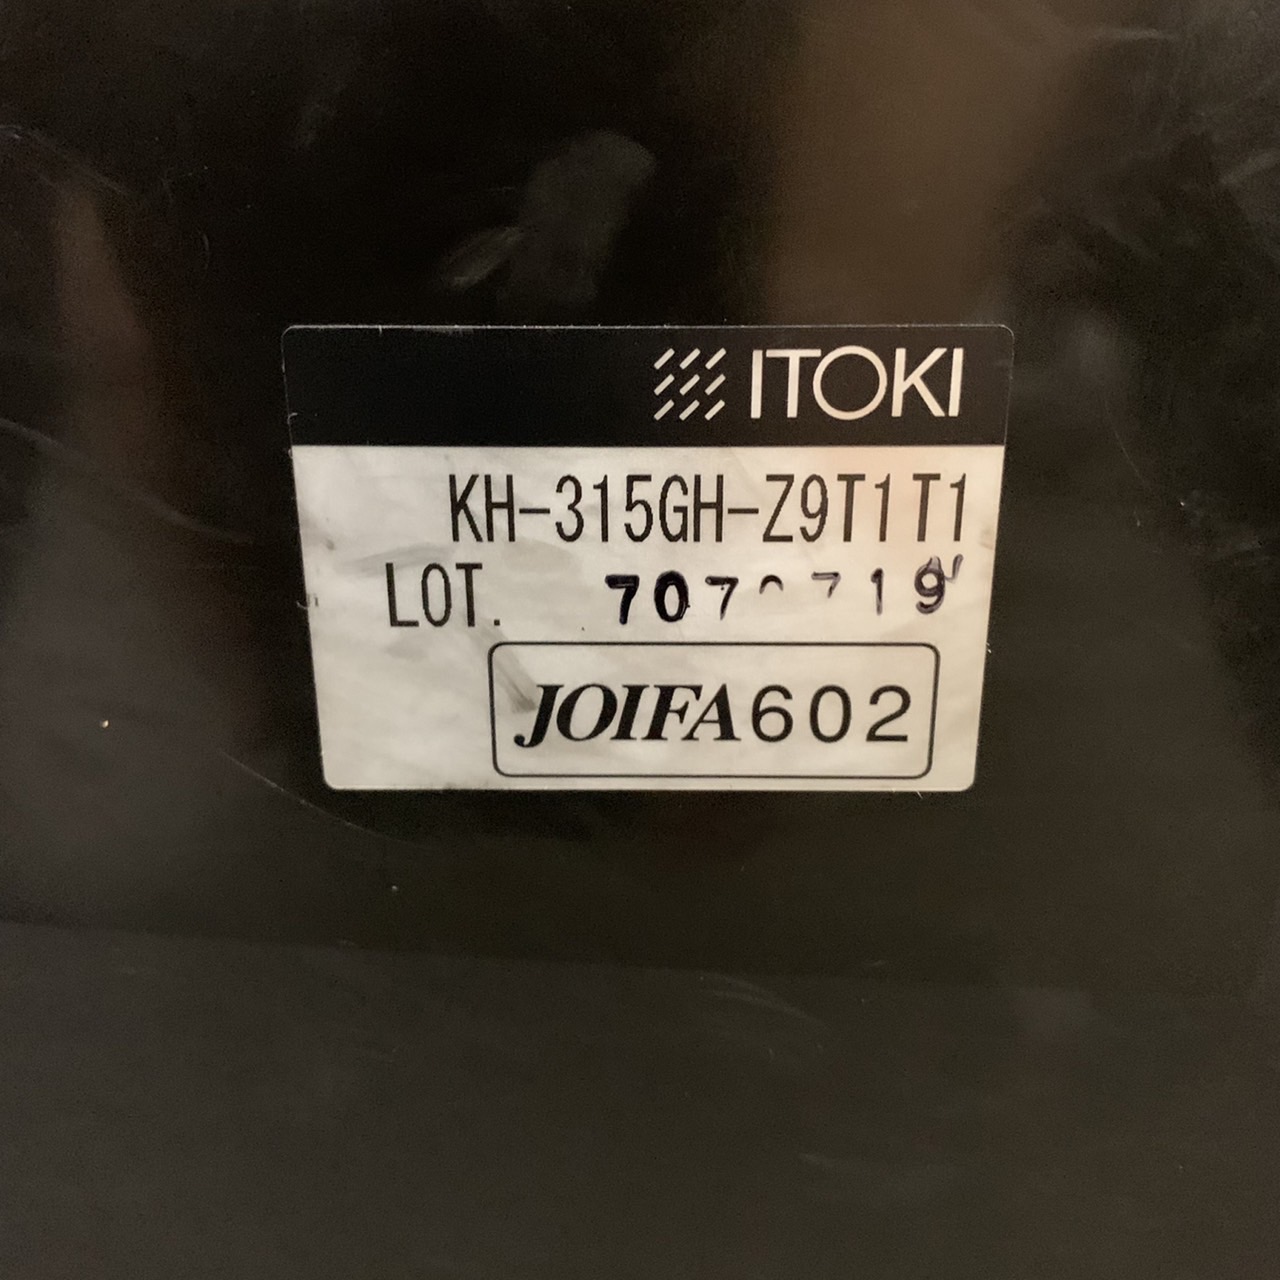 ITOKI
KH-315GH-Z9T1T1
LOT.
JOIFA602